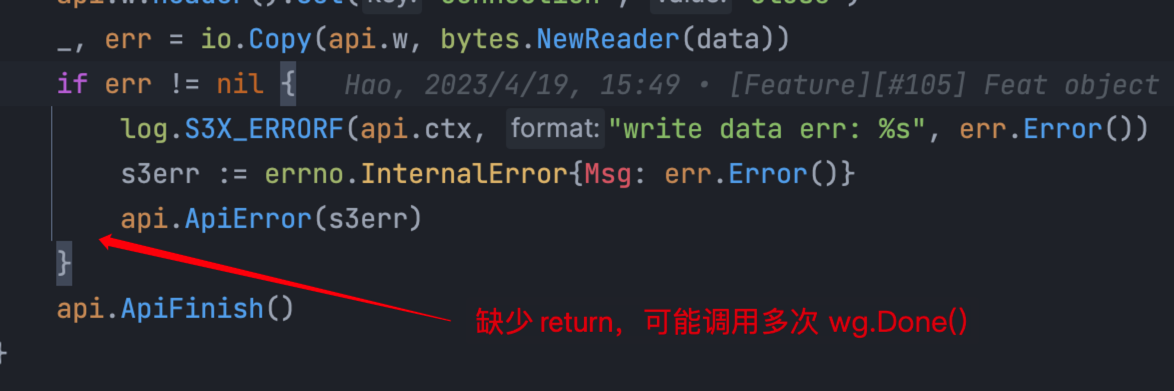 api.w.Header().Set( key: "Connection", value: "close")
_, err = io.Copy(api.w, bytes.NewReader(data))
if err != nil { Hao, 2023/4/19, 15:49 • [Feature][#105] Feat object
log.S3X_ERRORF(api.ctx, format: "write data err: %s", err.Error())
s3err := errno.InternalError{Msg: err.Error()}
api.ApiError(s3err)
}
api.ApiFinish()
缺少 return，可能调用多次 wg.Done()
}